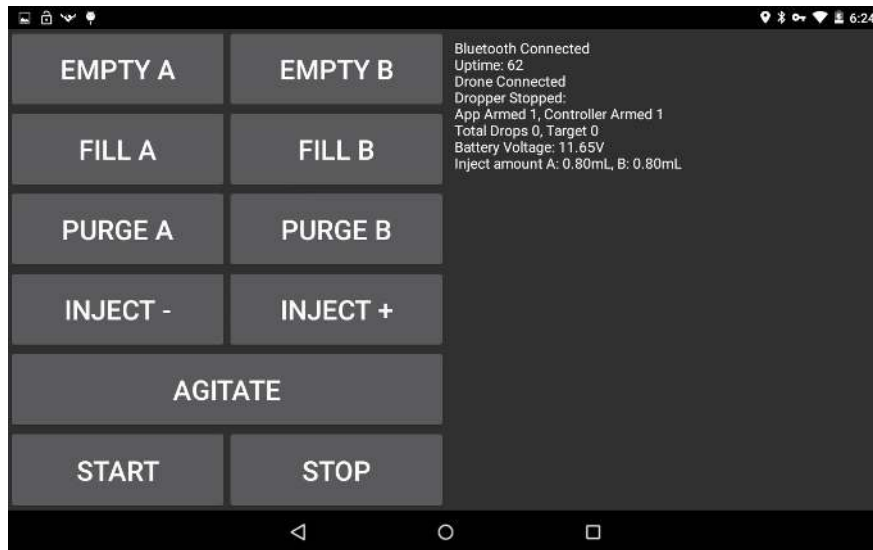 6:24
EMPTY A
EMPTY B
FILL A
FILL B
PURGE A
PURGE B
INJECT -
INJECT +
AGITATE
START
STOP
Bluetooth Connected
Uptime: 62
Drone Connected
Dropper Stopped:
App Armed 1, Controller Armed 1
Total Drops 0, Target 0
Battery Voltage: 11.65V
Inject amount A: 0.80mL, B: 0.80mL